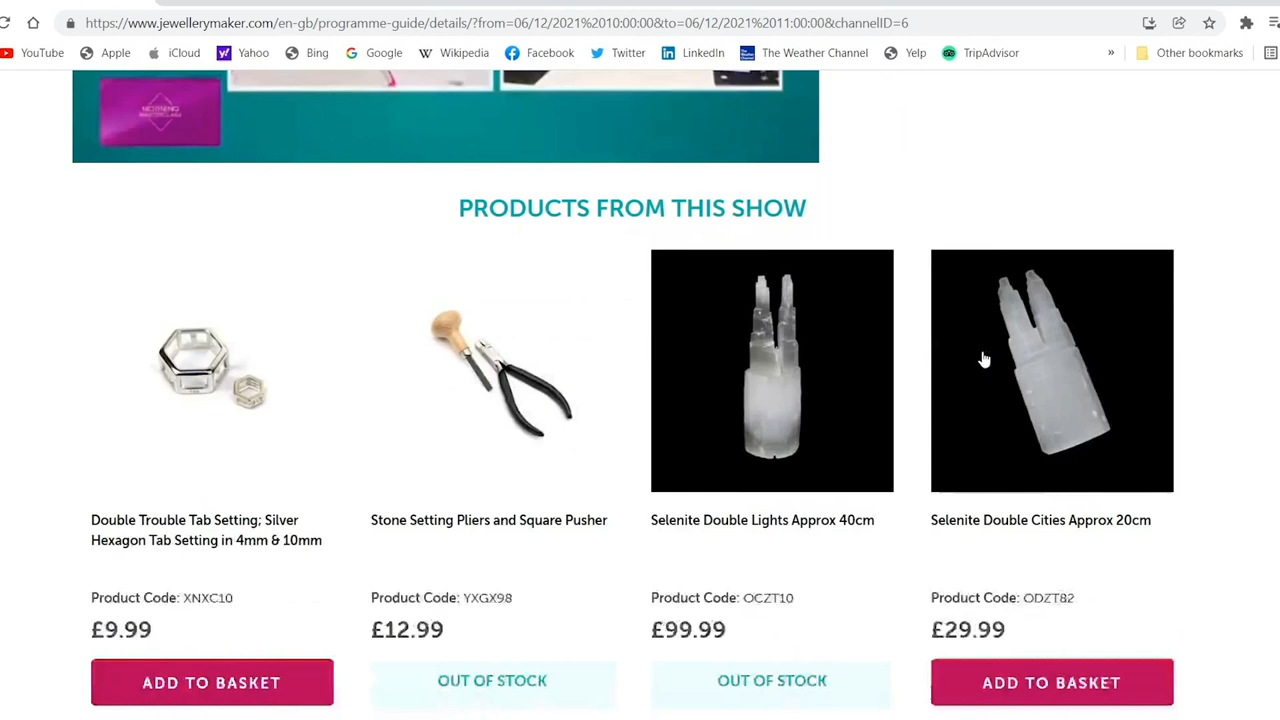 https://www.jewellerymaker.com/en-gb/programme-guide/details/?from=06/12/2021%2010:00:00&to=06/12/2021%2011:00:00&channelID=6
YouTube Apple iCloud Yahoo Bing Google Wikipedia Facebook Twitter LinkedIn The Weather Channel Yelp TripAdvisor » Other bookmarks
MORNING
MASTERCLASS
PRODUCTS FROM THIS SHOW
Double Trouble Tab Setting; Silver
Hexagon Tab Setting in 4mm & 10mm
Product Code: XNXC10
£9.99
ADD TO BASKET
Stone Setting Pliers and Square Pusher
Product Code: YXGX98
£12.99
OUT OF STOCK
Selenite Double Lights Approx 40cm
Product Code: OCZT10
£99.99
OUT OF STOCK
Selenite Double Cities Approx 20cm
Product Code: ODZT82
£29.99
ADD TO BASKET